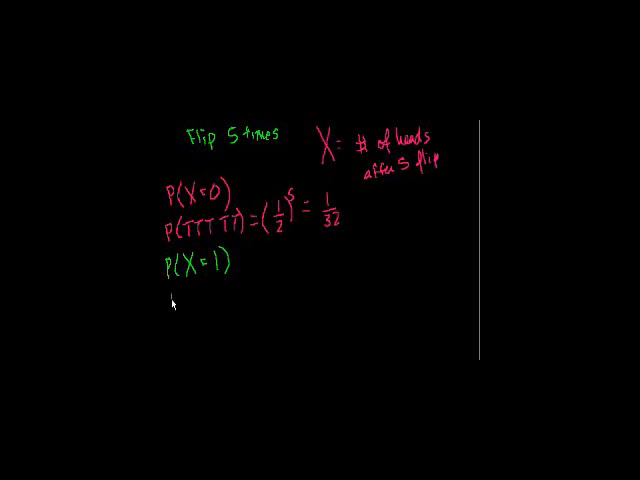 Flip 5 times
X = # of heads
after 5 flip
P(X=0)
P(TTTTT) = (1/2)^5 = 1/32
P(X=1)